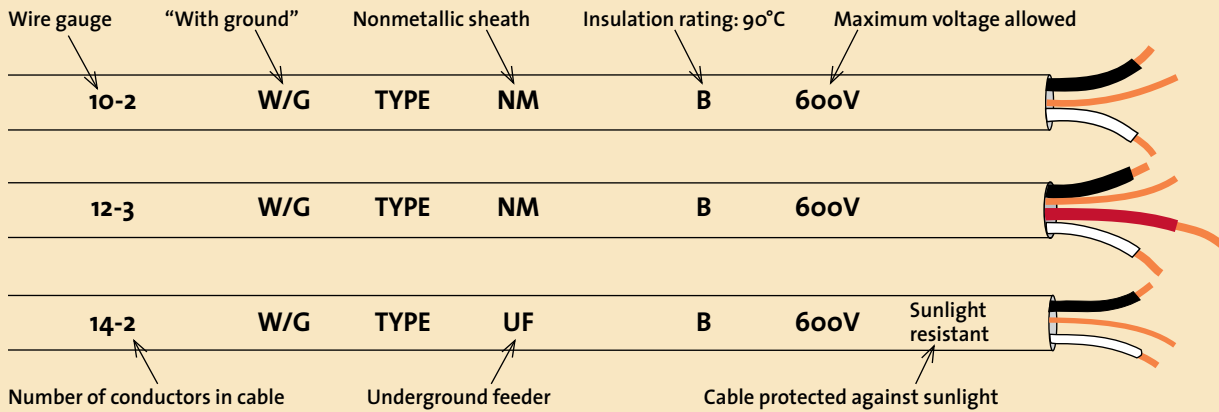 Wire gauge “With ground” Nonmetallic sheath Insulation rating: 90°C Maximum voltage allowed
10-2 W/G TYPE NM B 600V
12-3 W/G TYPE NM B 600V
14-2 W/G TYPE UF B 600V Sunlight
resistant
Number of conductors in cable Underground feeder Cable protected against sunlight